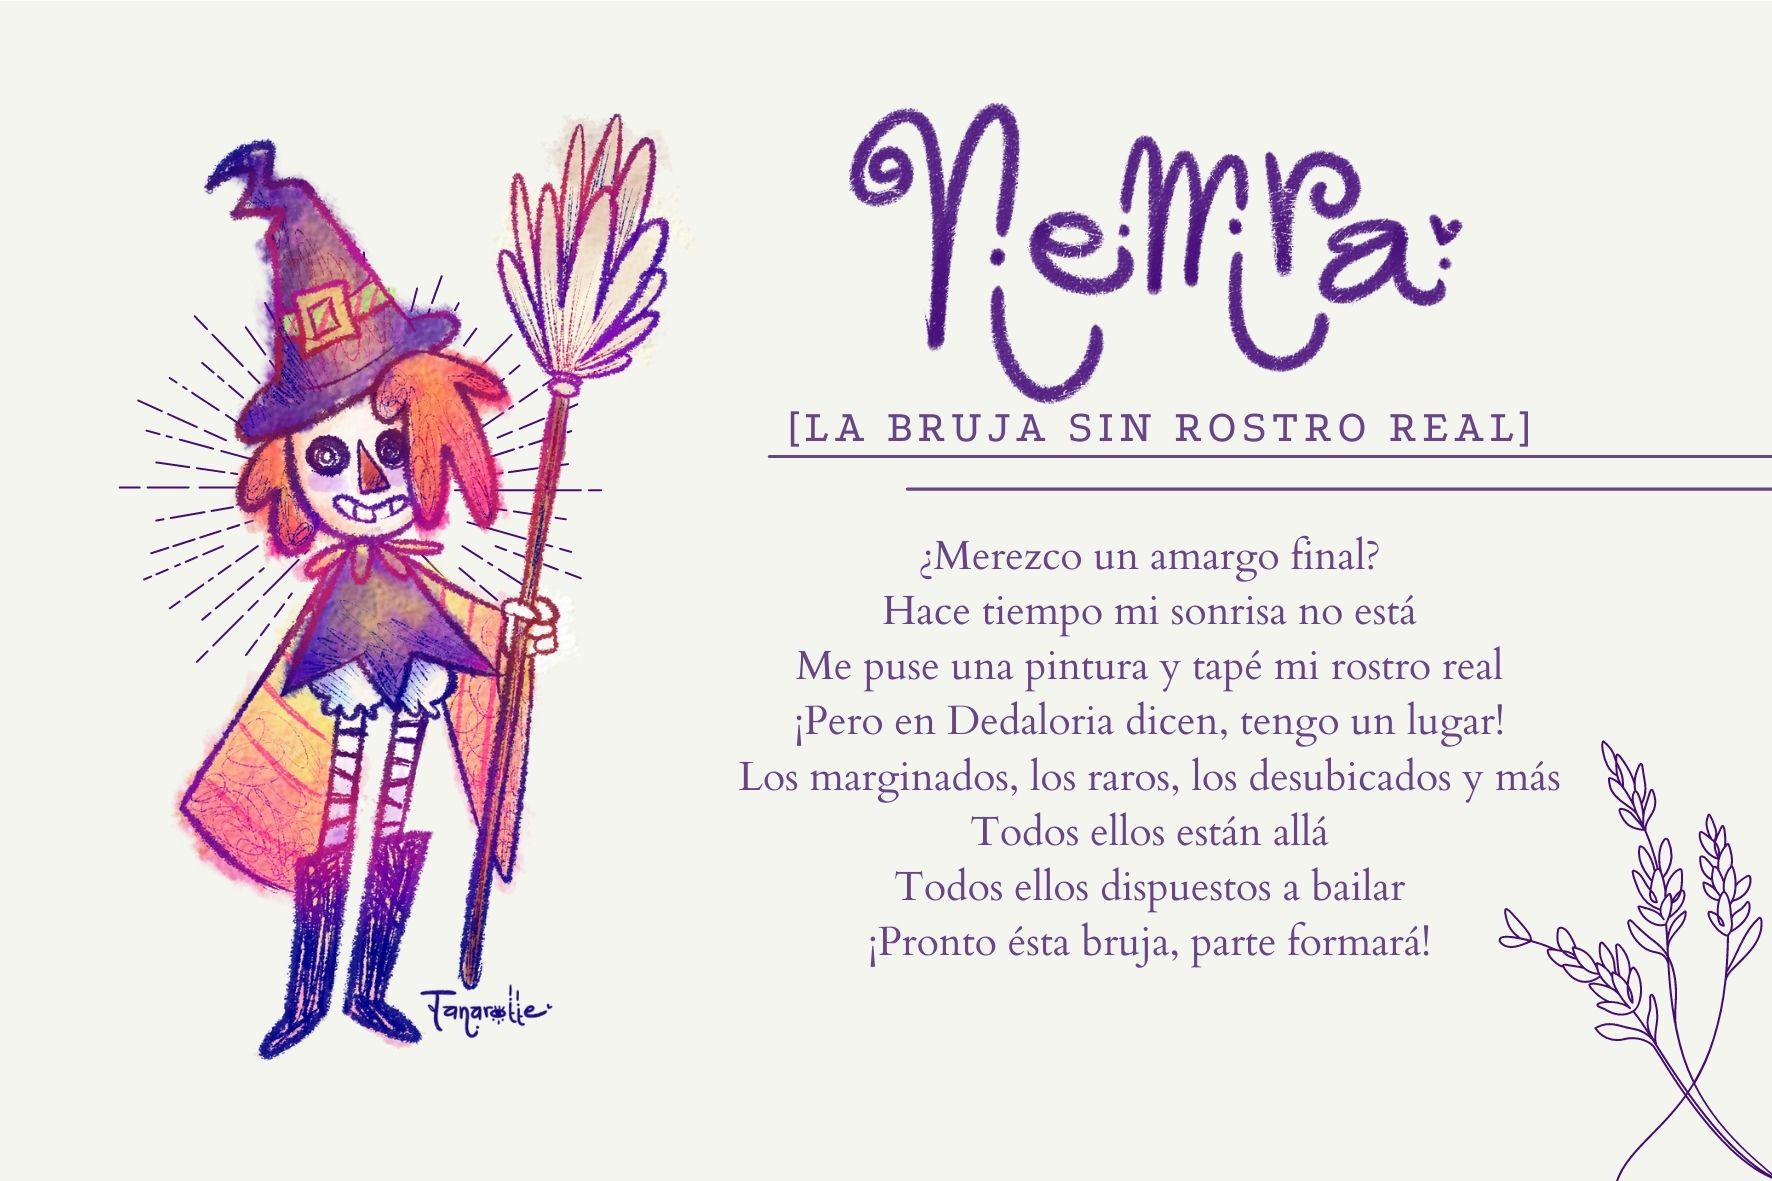 Nemra
[LA BRUJA SIN ROSTRO REAL]
¿Merezco un amargo final?
Hace tiempo mi sonrisa no está
Me puse una pintura y tapé mi rostro real
¡Pero en Dedaloria dicen, tengo un lugar!
Los marginados, los raros, los desubicados y más
Todos ellos están allá
Todos ellos dispuestos a bailar
¡Pronto ésta bruja, parte formará!